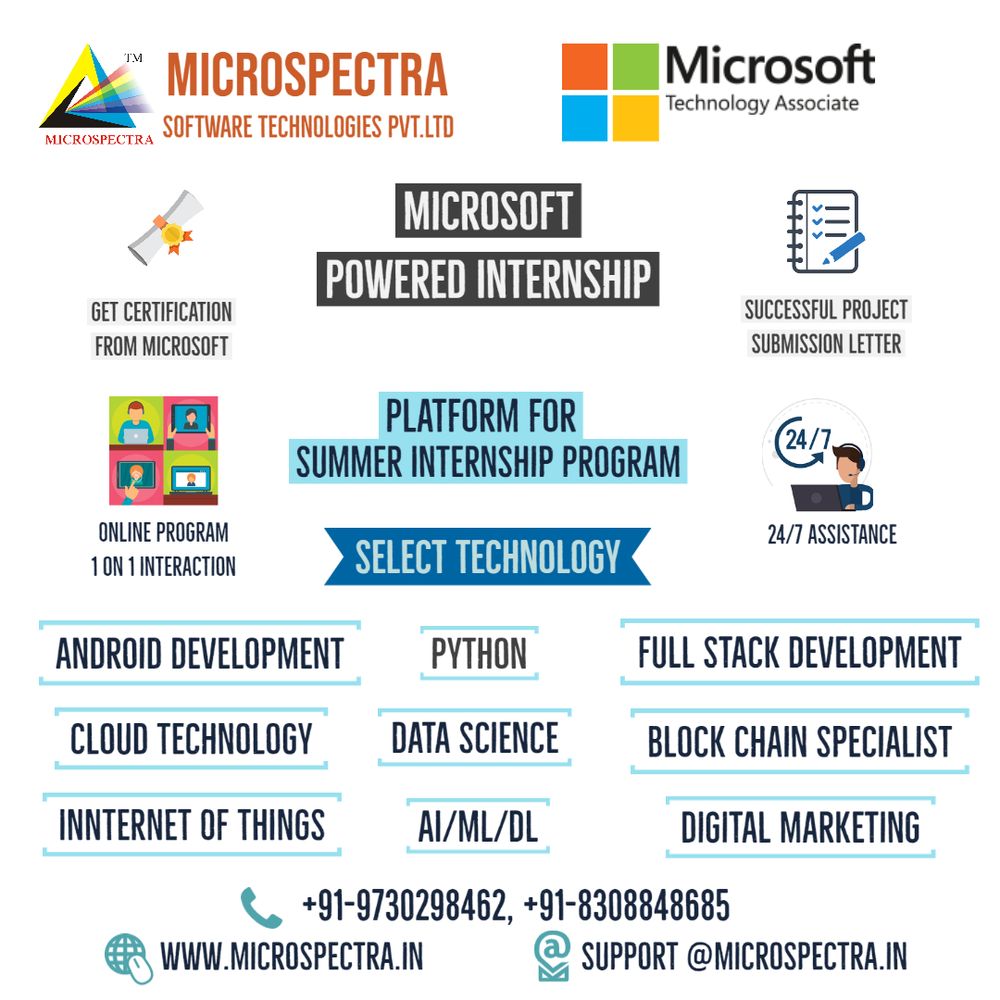 TM
MICROSPECTRA
MICROSPECTRA
SOFTWARE TECHNOLOGIES PVT.LTD
Microsoft
Technology Associate
MICROSOFT
POWERED INTERNSHIP
GET CERTIFICATION
FROM MICROSOFT
SUCCESSFUL PROJECT
SUBMISSION LETTER
PLATFORM FOR
SUMMER INTERNSHIP PROGRAM
24/7
ONLINE PROGRAM
1 ON 1 INTERACTION
24/7 ASSISTANCE
SELECT TECHNOLOGY
ANDROID DEVELOPMENT
PYTHON
FULL STACK DEVELOPMENT
CLOUD TECHNOLOGY
DATA SCIENCE
BLOCK CHAIN SPECIALIST
INNTERNET OF THINGS
AI/ML/DL
DIGITAL MARKETING
+91-9730298462, +91-8308848685
WWW.MICROSPECTRA.IN
SUPPORT @MICROSPECTRA.IN